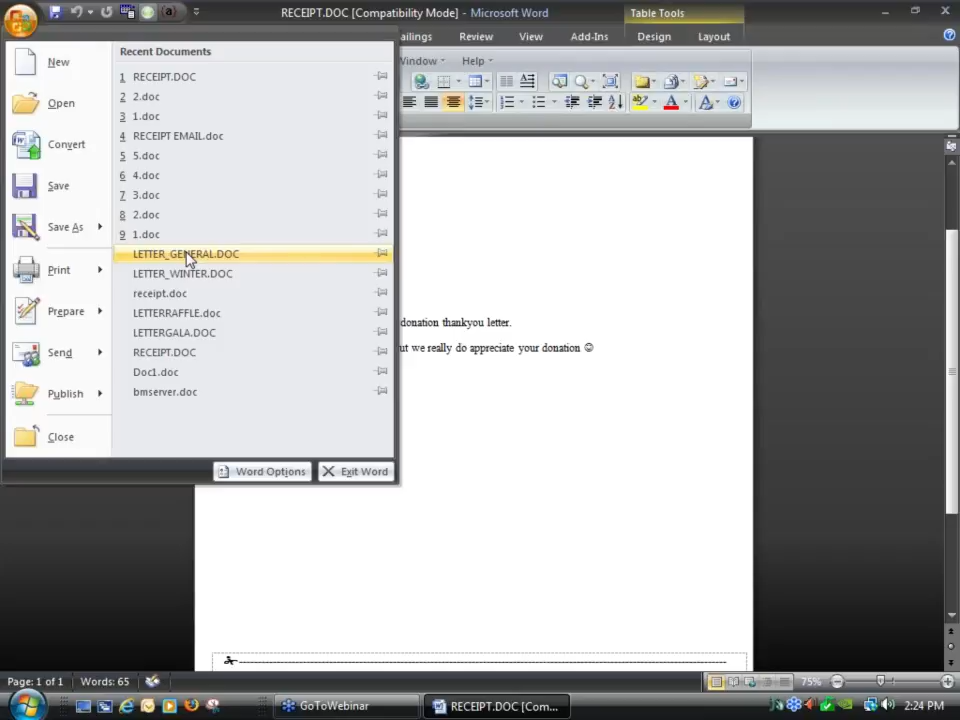 RECEIPT.DOC [Compatibility Mode] - Microsoft Word
Table Tools
ailings Review View Add-Ins Design Layout
Window Help
Recent Documents
New
Open
Convert
Save
Save As
Print
Prepare
Send
Publish
Close
1 RECEIPT.DOC
2 2.doc
3 1.doc
4 RECEIPT EMAIL.doc
5 5.doc
6 4.doc
7 3.doc
8 2.doc
9 1.doc
LETTER_GENERAL.DOC
LETTER_WINTER.DOC
receipt.doc
LETTERRAFFLE.doc
LETTERGALA.DOC
RECEIPT.DOC
Doc1.doc
bmserver.doc
Word Options Exit Word
donation thankyou letter.
ut we really do appreciate your donation ☺
Page: 1 of 1 Words: 65 75%
GoToWebinar RECEIPT.DOC [Com... 2:24 PM